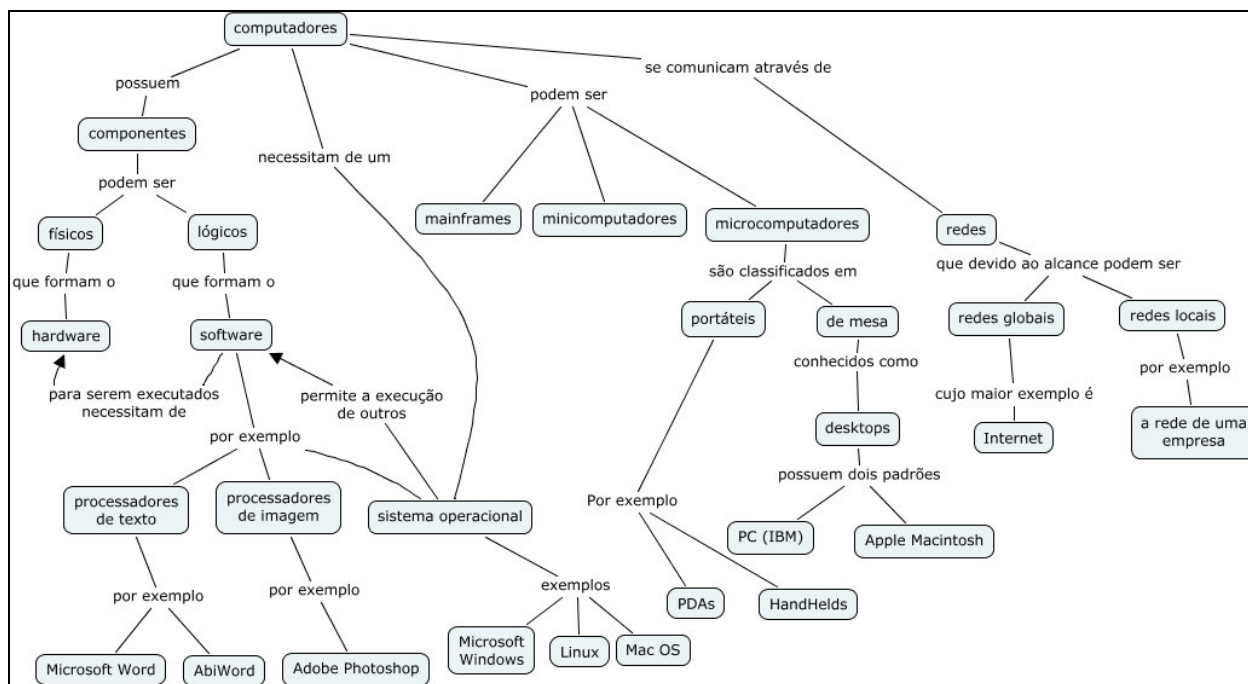 computadores
se comunicam através de
possuem
podem ser
componentes
necessitam de um
podem ser
mainframes
minicomputadores
microcomputadores
redes
físicos
lógicos
que devido ao alcance podem ser
são classificados em
que formam o
que formam o
portáteis
de mesa
redes globais
redes locais
hardware
software
conhecidos como
por exemplo
para serem executados
necessitam de
permite a execução
de outros
cujo maior exemplo é
desktops
Internet
a rede de uma
empresa
por exemplo
possuem dois padrões
processadores
de texto
processadores
de imagem
sistema operacional
Por exemplo
PC (IBM)
Apple Macintosh
por exemplo
por exemplo
exemplos
PDAs
HandHelds
Microsoft Word
AbiWord
Adobe Photoshop
Microsoft
Windows
Linux
Mac OS